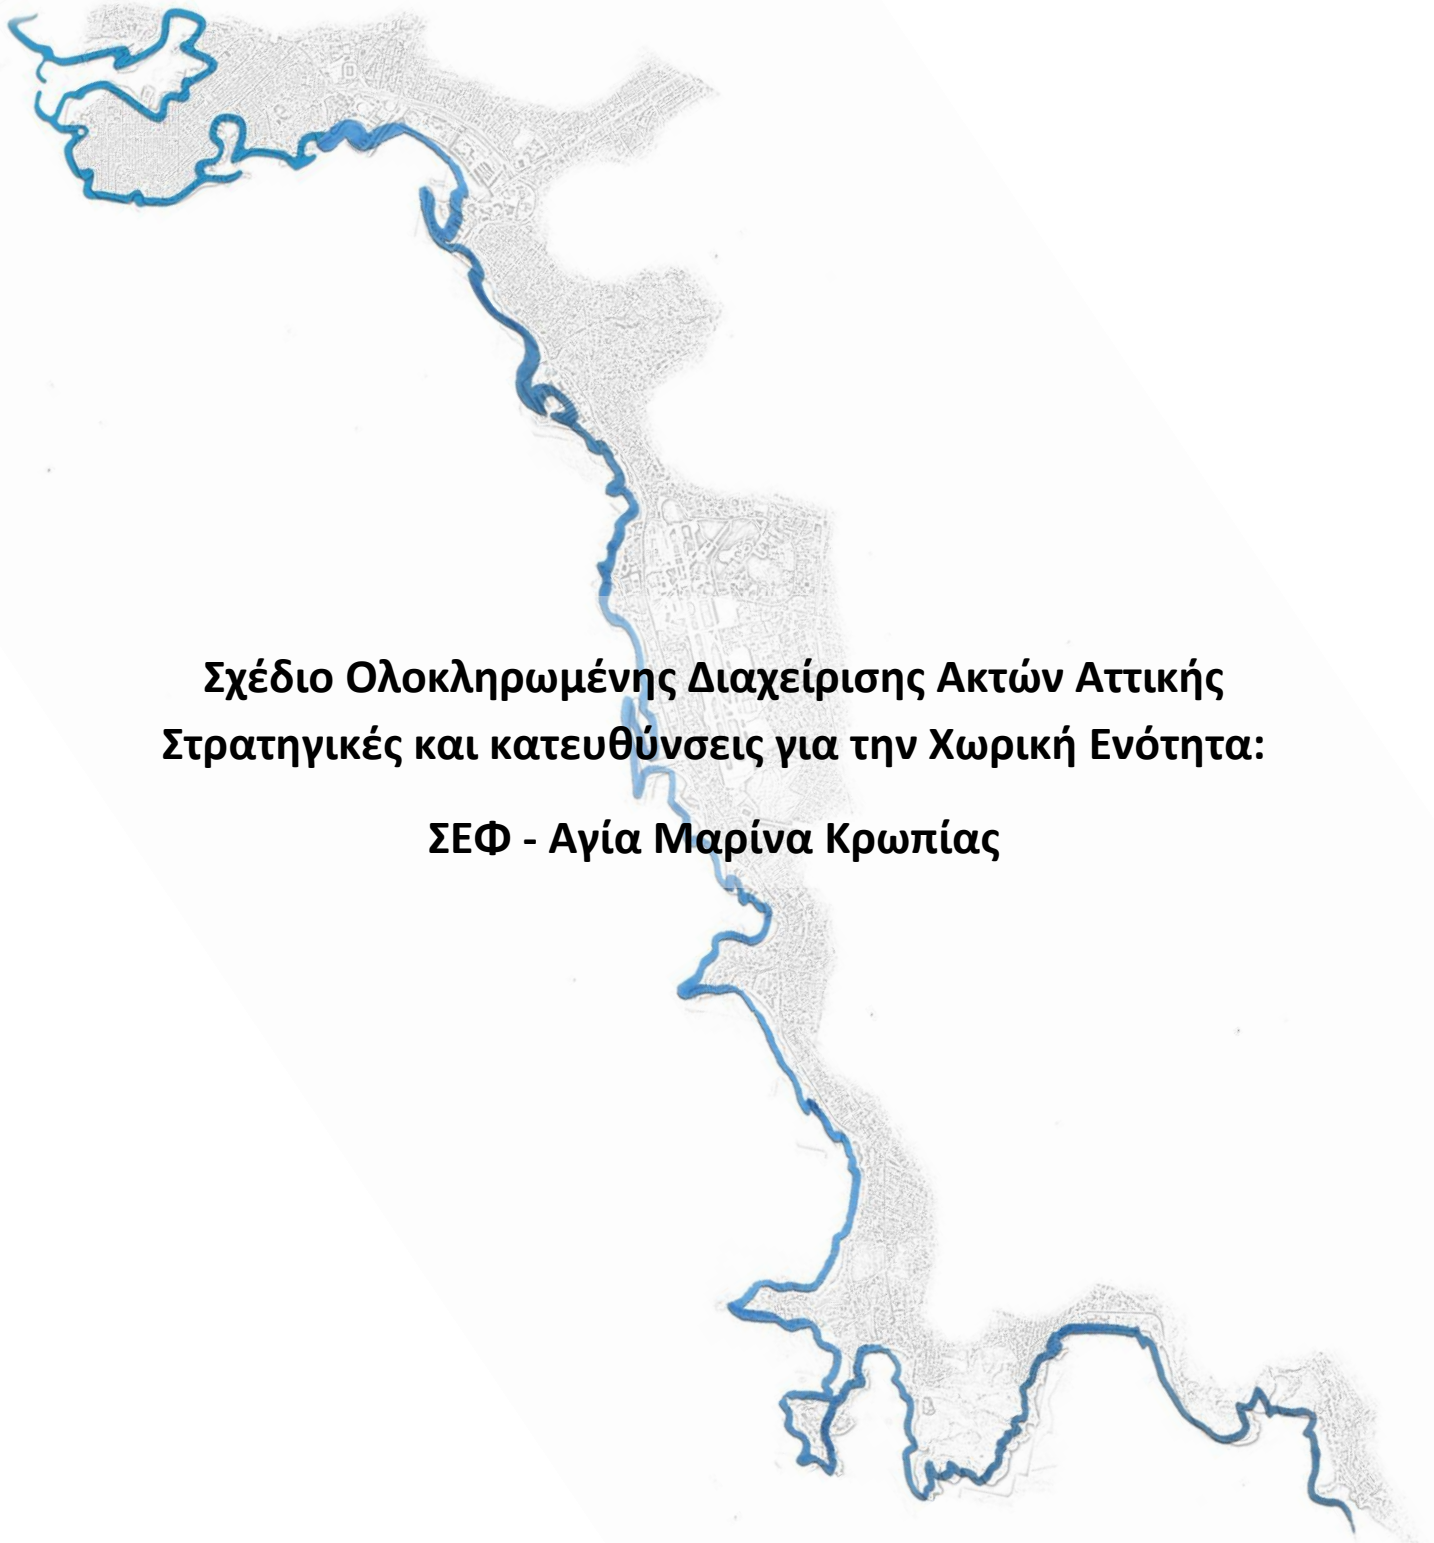 Σχέδιο Ολοκληρωμένης Διαχείρισης Ακτών Αττικής
Στρατηγικές και κατευθύνσεις για την Χωρική Ενότητα:
ΣΕΦ - Αγία Μαρίνα Κρωπίας